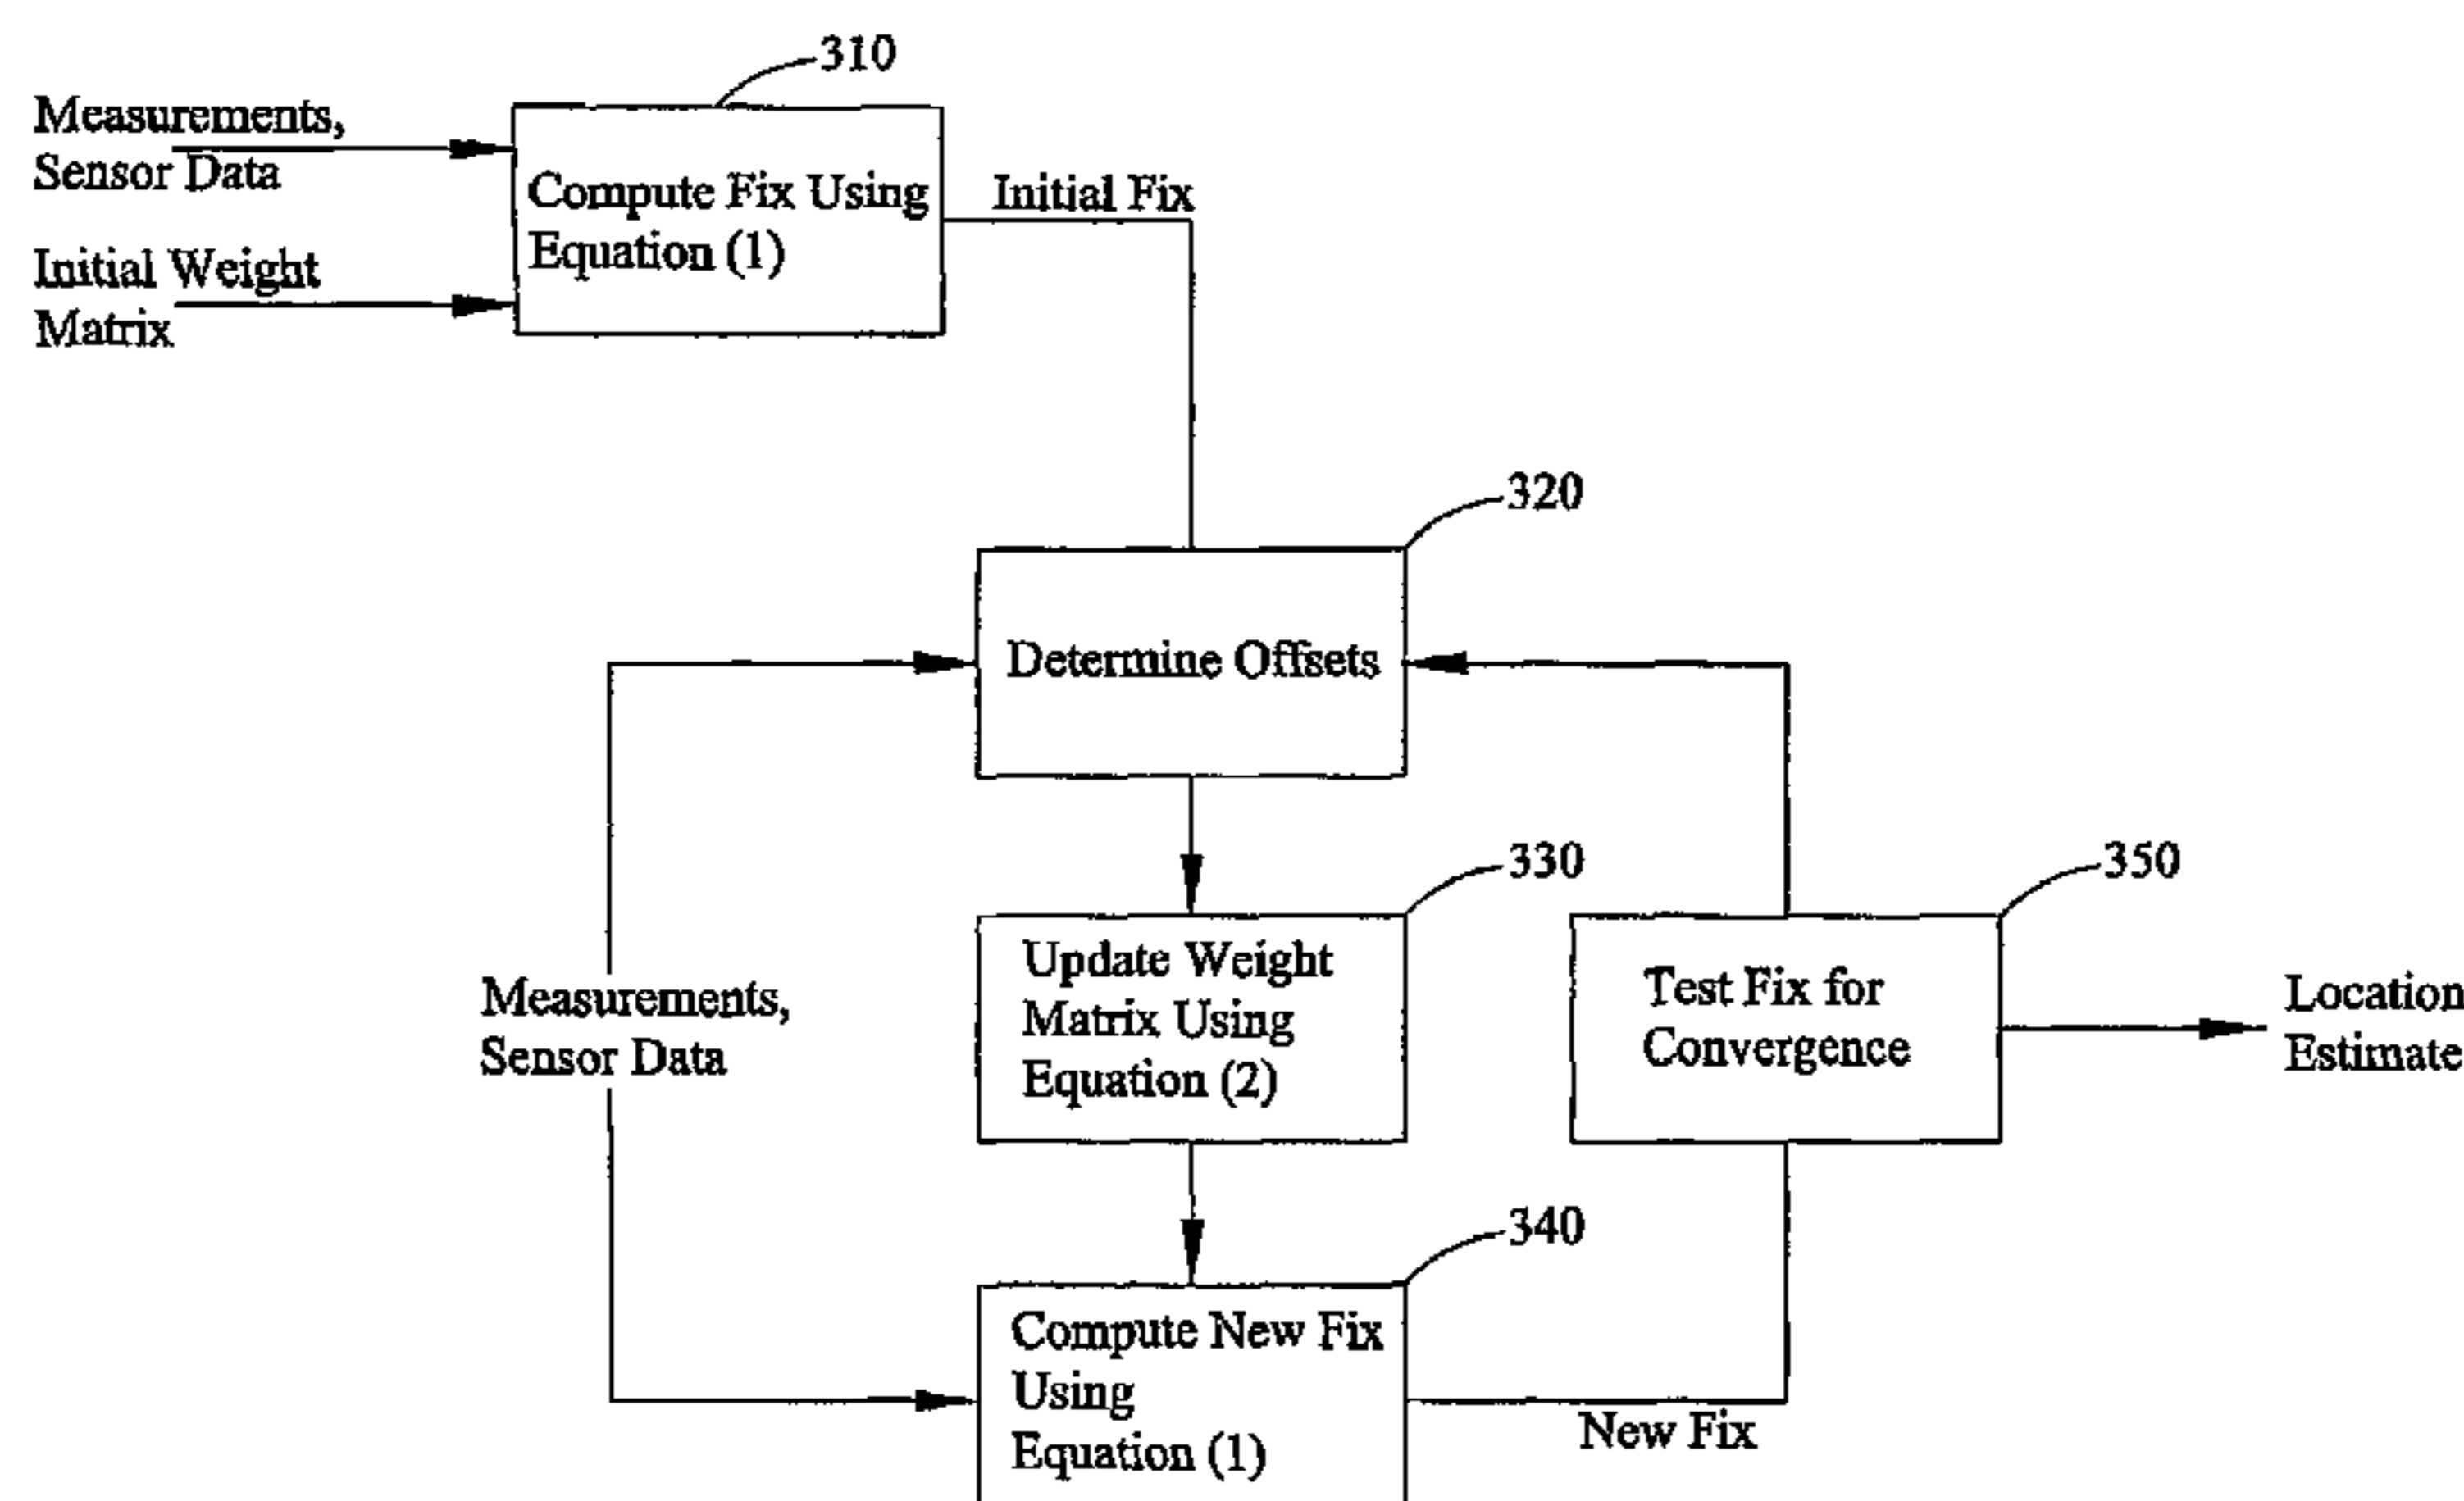 310
Measurements,
Sensor Data
Compute Fix Using
Equation (1)
Initial Fix
Initial Weight
Matrix
320
Determine Offsets
330
350
Update Weight
Matrix Using
Equation (2)
Test Fix for
Convergence
Location
Estimate
Measurements,
Sensor Data
340
Compute New Fix
Using
Equation (1)
New Fix